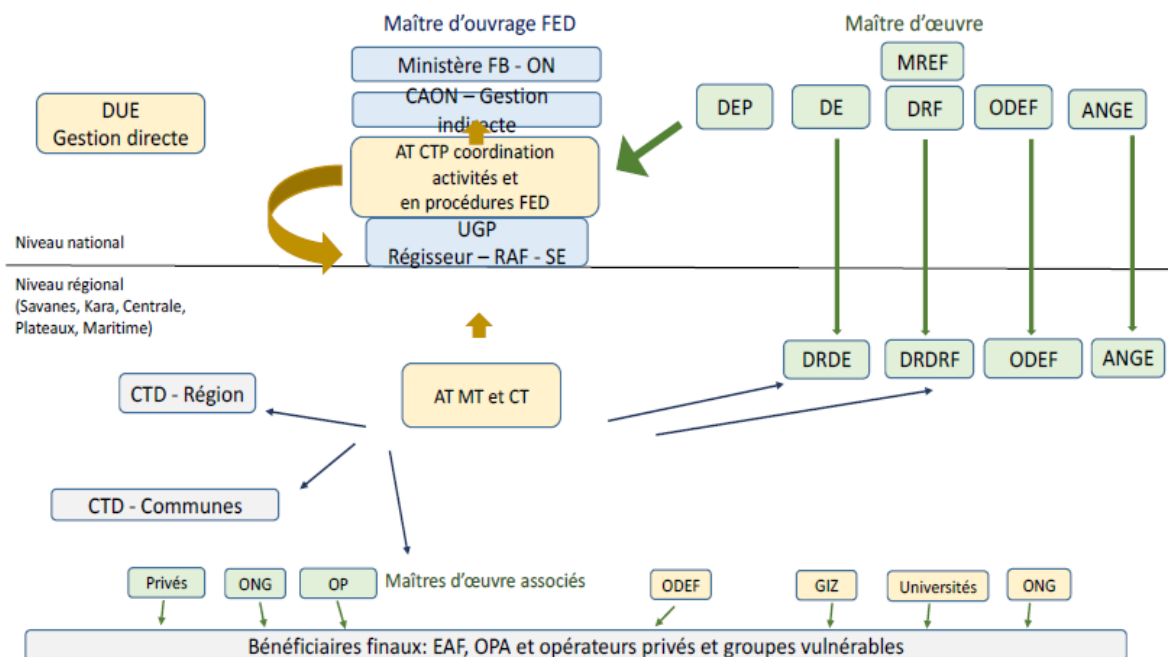 Maître d'ouvrage FED
Maître d'œuvre
Ministère FB - ON
MREF
CAON – Gestion
indirecte
DUE
Gestion directe
DEP
DE
DRF
ODEF
ANGE
AT CTP coordination
activités et
en procédures FED
UGP
Régisseur – RAF - SE
Niveau national
Niveau régional
(Savanes, Kara, Centrale,
Plateaux, Maritime)
DRDE
DRDRF
ODEF
ANGE
CTD - Région
AT MT et CT
CTD - Communes
Privés
ONG
OP
Maîtres d'œuvre associés
ODEF
GIZ
Universités
ONG
Bénéficiaires finaux: EAF, OPA et opérateurs privés et groupes vulnérables